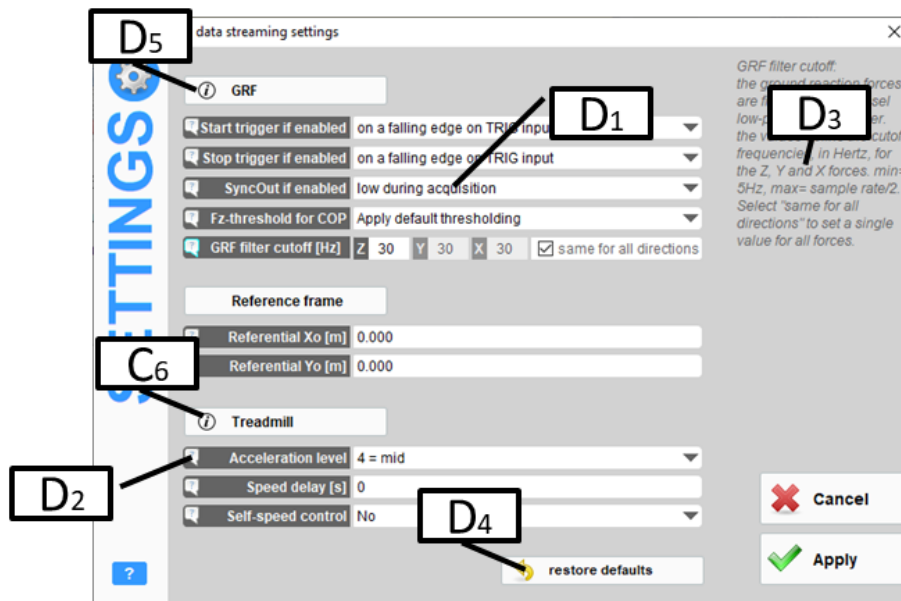 D5
data streaming settings
SETTINGS
GRF
Start trigger if enabled on a falling edge on TRIG input
D1
Stop trigger if enabled on a falling edge on TRIG input
SyncOut if enabled low during acquisition
Fz-threshold for COP Apply default thresholding
GRF filter cutoff [Hz] Z 30 Y 30 X 30 same for all directions
Reference frame
Referential Xo [m] 0.000
Referential Yo [m] 0.000
C6
Treadmill
Acceleration level 4 = mid
D2
Speed delay [s] 0
Self-speed control No
D4
restore defaults
?
GRF filter cutoff:
the ground reaction forces
are
sel
D3
the
cutof
frequencies, in Hertz, for
the Z, Y and X forces. min=
5Hz, max= sample rate/2.
Select "same for all
directions" to set a single
value for all forces.
Cancel
Apply